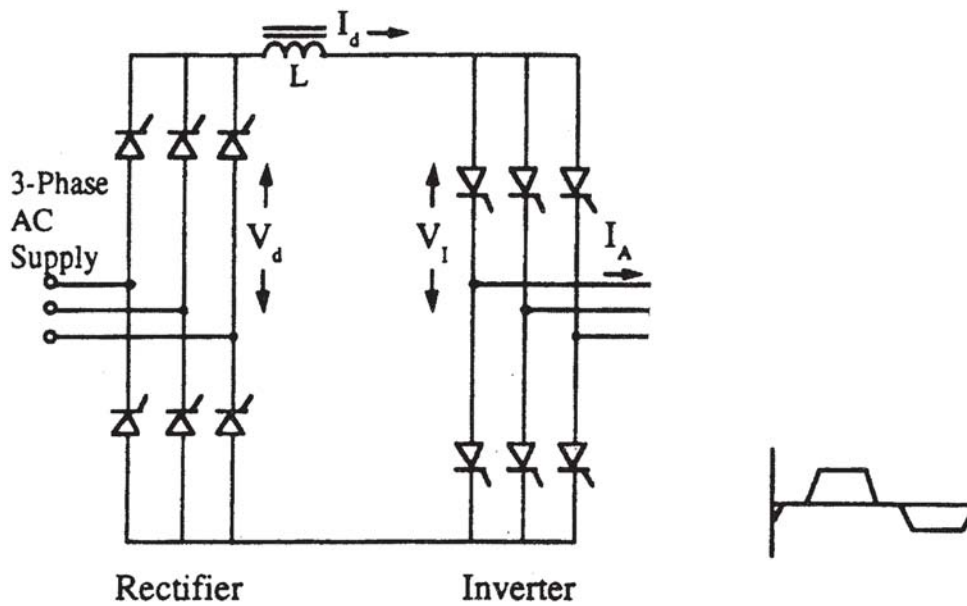 I_d
L
3-Phase
AC
Supply
V_d
V_I
I_A
Rectifier
Inverter